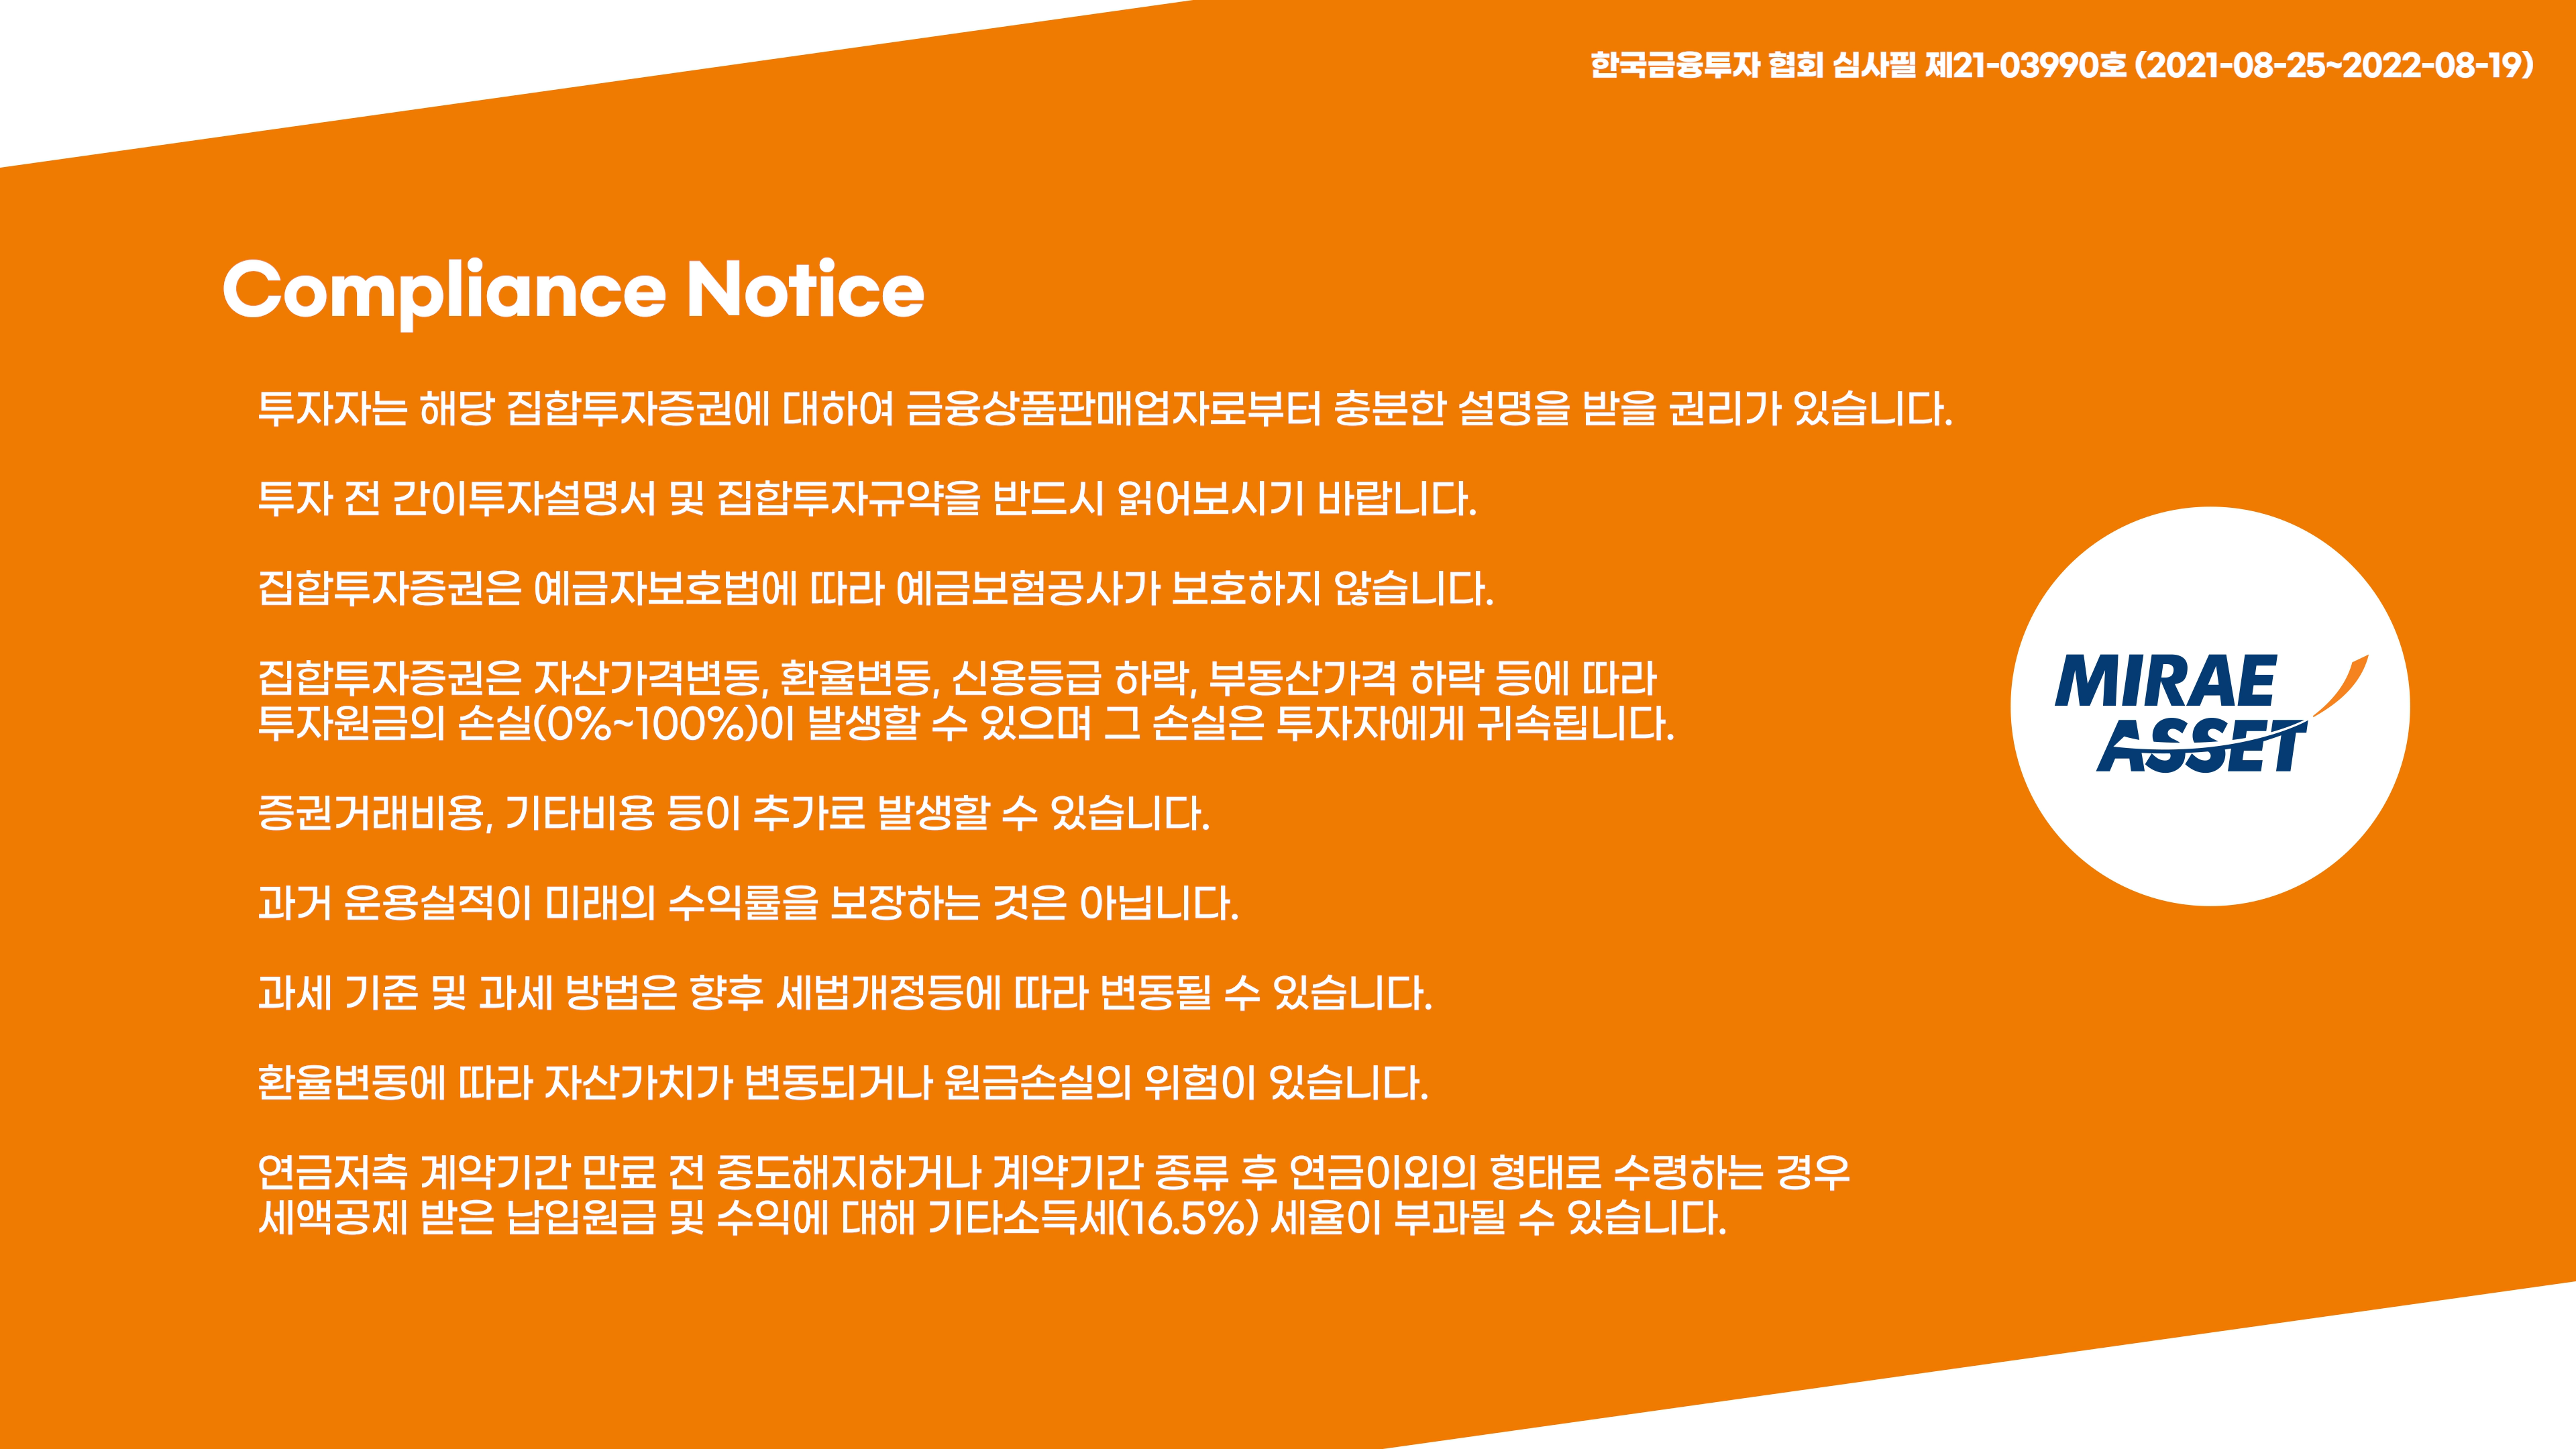 한국금융투자 협회 심사필 제21-03990호 (2021-08-25~2022-08-19)
Compliance Notice
투자자는 해당 집합투자증권에 대하여 금융상품판매업자로부터 충분한 설명을 받을 권리가 있습니다.
투자 전 간이투자설명서 및 집합투자규약을 반드시 읽어보시기 바랍니다.
집합투자증권은 예금자보호법에 따라 예금보험공사가 보호하지 않습니다.
집합투자증권은 자산가격변동, 환율변동, 신용등급 하락, 부동산가격 하락 등에 따라
투자원금의 손실(0%~100%)이 발생할 수 있으며 그 손실은 투자자에게 귀속됩니다.
증권거래비용, 기타비용 등이 추가로 발생할 수 있습니다.
과거 운용실적이 미래의 수익률을 보장하는 것은 아닙니다.
과세 기준 및 과세 방법은 향후 세법개정등에 따라 변동될 수 있습니다.
환율변동에 따라 자산가치가 변동되거나 원금손실의 위험이 있습니다.
연금저축 계약기간 만료 전 중도해지하거나 계약기간 종류 후 연금이외의 형태로 수령하는 경우
세액공제 받은 납입원금 및 수익에 대해 기타소득세(16.5%) 세율이 부과될 수 있습니다.
MIRAE
ASSET